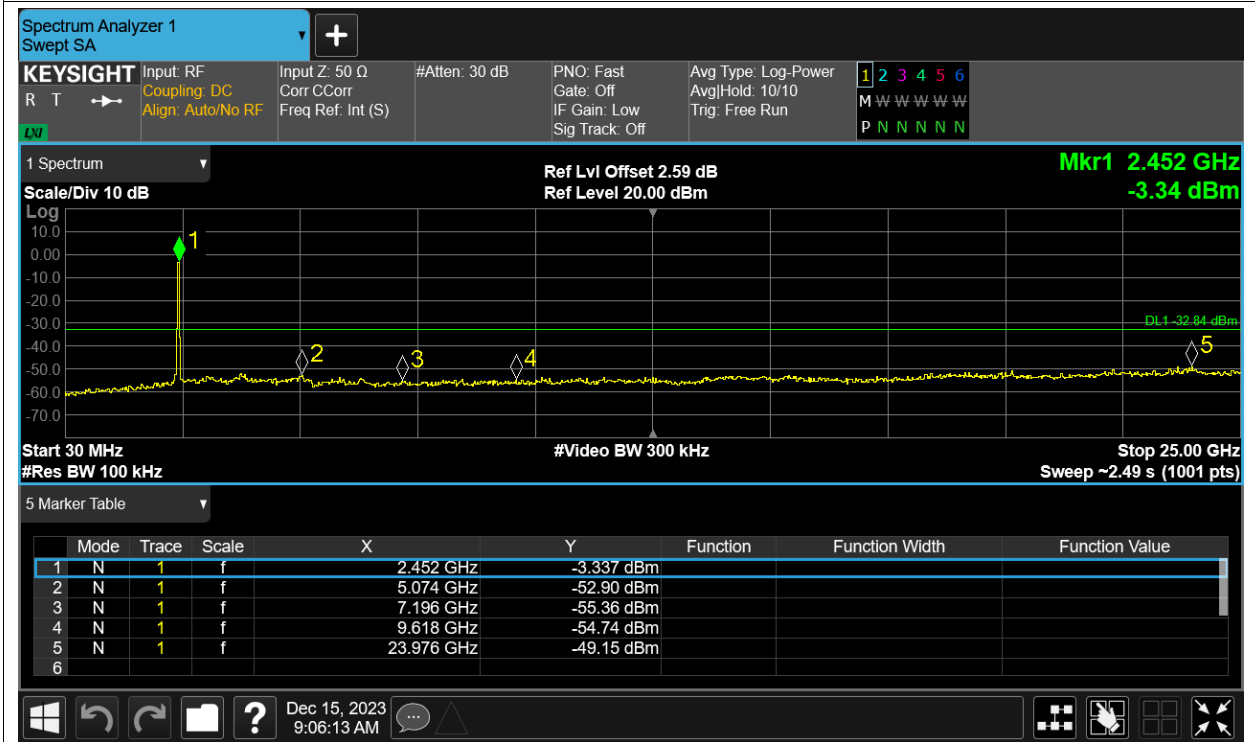 Spectrum Analyzer 1
Swept SA
+
KEYSIGHT
R T
LXI
Input: RF
Coupling: DC
Align: Auto/No RF
Input Z: 50 Ω
Corr CCorr
Freq Ref: Int (S)
#Atten: 30 dB
PNO: Fast
Gate: Off
IF Gain: Low
Sig Track: Off
Avg Type: Log-Power
Avg|Hold: 10/10
Trig: Free Run
1 2 3 4 5 6
M W W W W W
P N N N N N
1 Spectrum
Scale/Div 10 dB
Ref Lvl Offset 2.59 dB
Ref Level 20.00 dBm
Mkr1 2.452 GHz
-3.34 dBm
Log
10.0
0.00
-10.0
-20.0
-30.0
-40.0
-50.0
-60.0
-70.0
1
2
3
4
5
DL1 -32.84 dBm
Start 30 MHz
#Res BW 100 kHz
#Video BW 300 kHz
Stop 25.00 GHz
Sweep ~2.49 s (1001 pts)
5 Marker Table
Mode Trace Scale X Y Function Function Width Function Value
1 N 1 f 2.452 GHz -3.337 dBm
2 N 1 f 5.074 GHz -52.90 dBm
3 N 1 f 7.196 GHz -55.36 dBm
4 N 1 f 9.618 GHz -54.74 dBm
5 N 1 f 23.976 GHz -49.15 dBm
6
?
Dec 15, 2023
9:06:13 AM